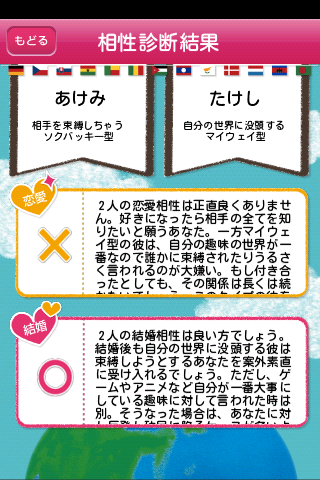 もどる
相性診断結果
あけみ
相手を束縛しちゃう
ソクバッキー型
たけし
自分の世界に没頭する
マイウェイ型
恋愛
2人の恋愛相性は正直良くありませ
ん。好きになったら相手の全てを知
りたいと願うあなた。一方マイウェ
イ型の彼は、自分の趣味の世界が一
番なので誰かに束縛されたりうるさ
く言われるのが大嫌い。もし付き合
ったとしても、その関係は長くは続
結婚
2人の結婚相性は良い方でしょう。
結婚後も自分の世界に没頭する彼は
束縛しようとするあなたを案外素直
に受け入れるでしょう。ただし、ゲ
ームやアニメなど自分が一番大事に
している趣味に対して言われた時は
別。そうなった場合は、あなたに対